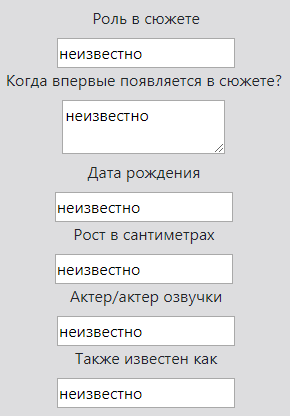 Роль в сюжете
неизвестно
Когда впервые появляется в сюжете?
неизвестно
Дата рождения
неизвестно
Рост в сантиметрах
неизвестно
Актер/актер озвучки
неизвестно
Также известен как
неизвестно